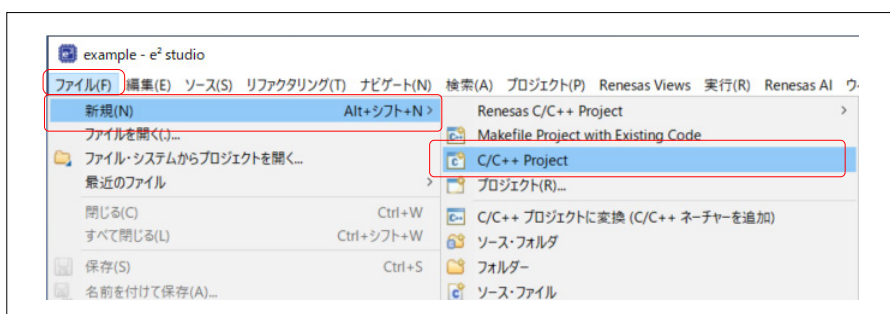 example - e² studio
ファイル(F) 編集(E) ソース(S) リファクタリング(T) ナビゲート(N) 検索(A) プロジェクト(P) Renesas Views 実行(R) Renesas AI
新規(N) Alt+シフト+N >
ファイルを開く(.)...
ファイル・システムからプロジェクトを開く...
最近のファイル >
閉じる(C) Ctrl+W
すべて閉じる(L) Ctrl+シフト+W
保存(S) Ctrl+S
名前を付けて保存(A)...
Renesas C/C++ Project >
Makefile Project with Existing Code
C/C++ Project
プロジェクト(R)...
C/C++ プロジェクトに変換 (C/C++ ネーチャーを追加)
ソース・フォルダ
フォルダー
ソース・ファイル